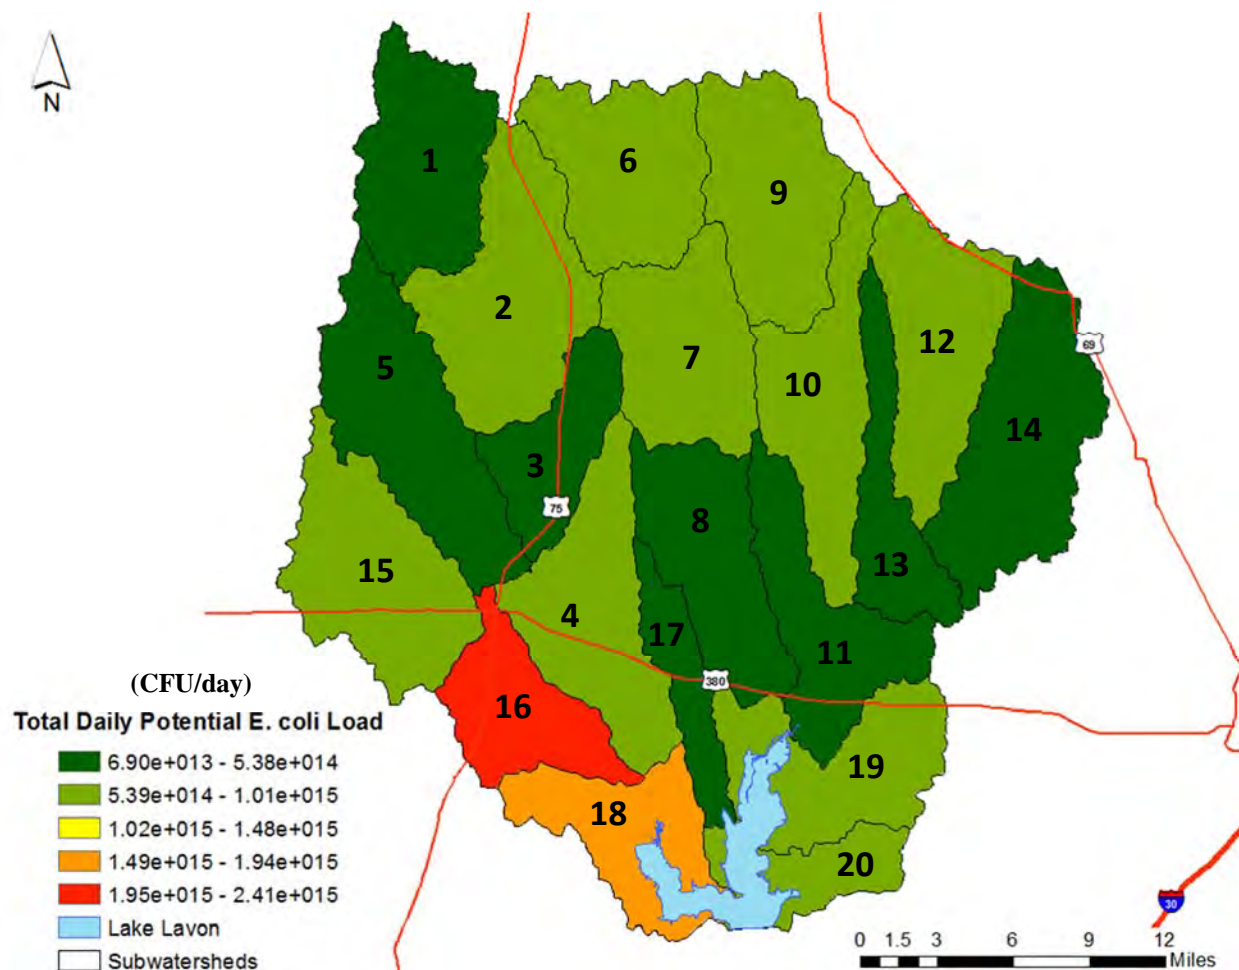 N
1
6
9
2
5
7
12
10
69
14
3
75
8
15
13
4
17
11
380
16
19
18
20
(CFU/day)
Total Daily Potential E. coli Load
6.90e+013 - 5.38e+014
5.39e+014 - 1.01e+015
1.02e+015 - 1.48e+015
1.49e+015 - 1.94e+015
1.95e+015 - 2.41e+015
Lake Lavon
Subwatersheds
30
0 1.5 3 6 9 12
Miles